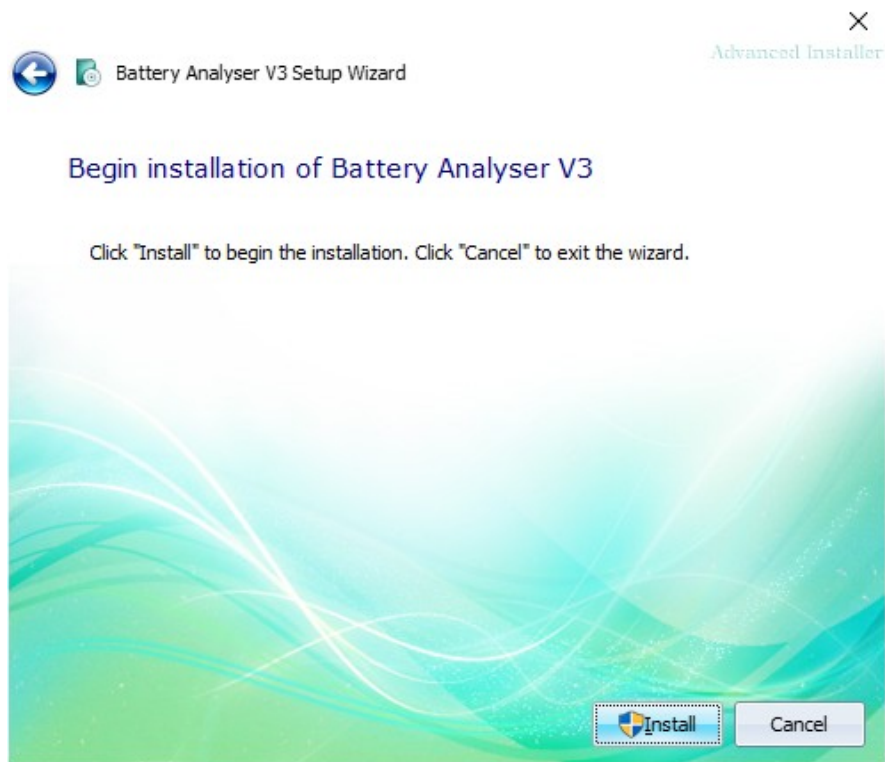 Advanced Installer
Battery Analyser V3 Setup Wizard
Begin installation of Battery Analyser V3
Click "Install" to begin the installation. Click "Cancel" to exit the wizard.
Install
Cancel